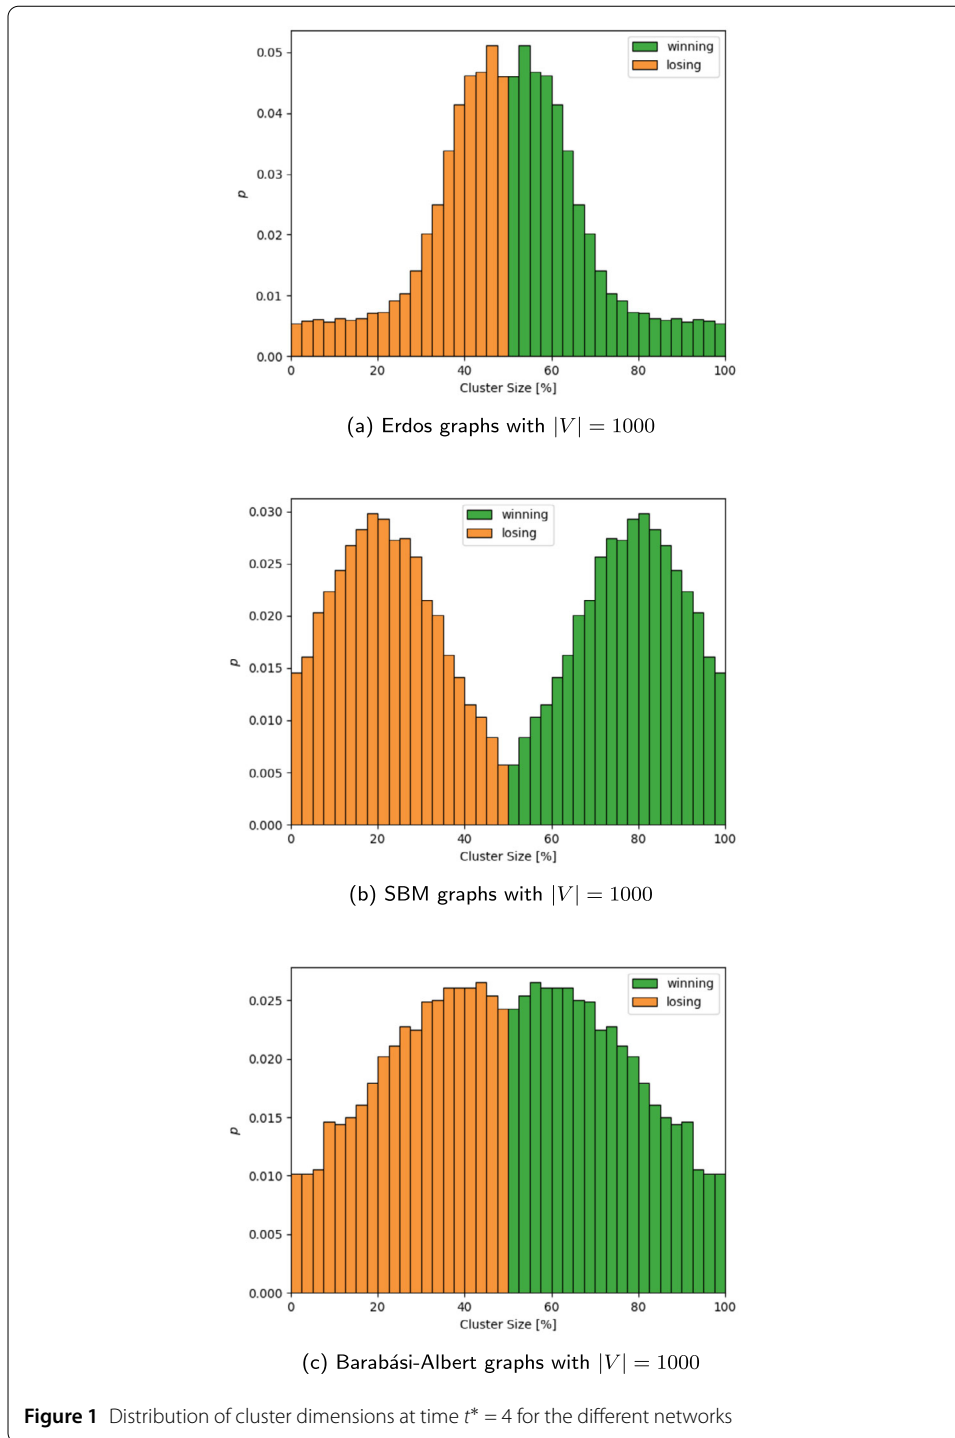 0.05
0.04
0.03
0.02
0.01
0.00
p
winning
losing
0 20 40 60 80 100
Cluster Size [%]
(a) Erdos graphs with |V| = 1000
0.030
0.025
0.020
0.015
0.010
0.005
0.000
p
winning
losing
0 20 40 60 80 100
Cluster Size [%]
(b) SBM graphs with |V| = 1000
0.025
0.020
0.015
0.010
0.005
0.000
p
winning
losing
0 20 40 60 80 100
Cluster Size [%]
(c) Barabási-Albert graphs with |V| = 1000
Figure 1 Distribution of cluster dimensions at time t* = 4 for the different networks